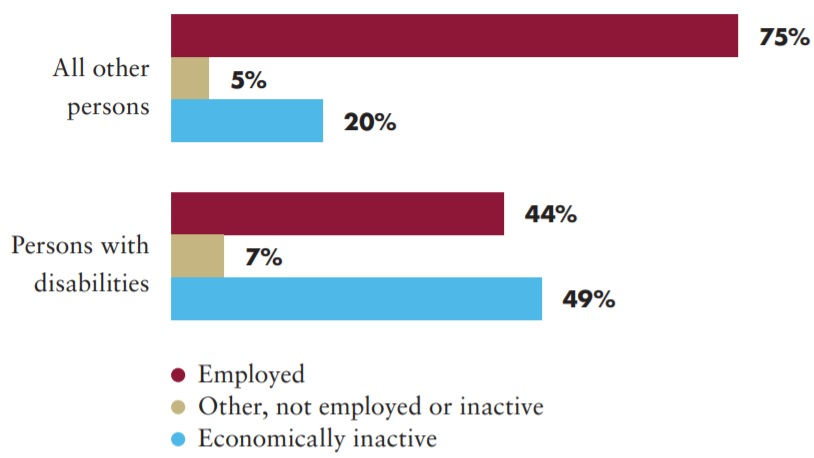 75%
All other
persons
5%
20%
44%
Persons with
disabilities
7%
49%
Employed
Other, not employed or inactive
Economically inactive